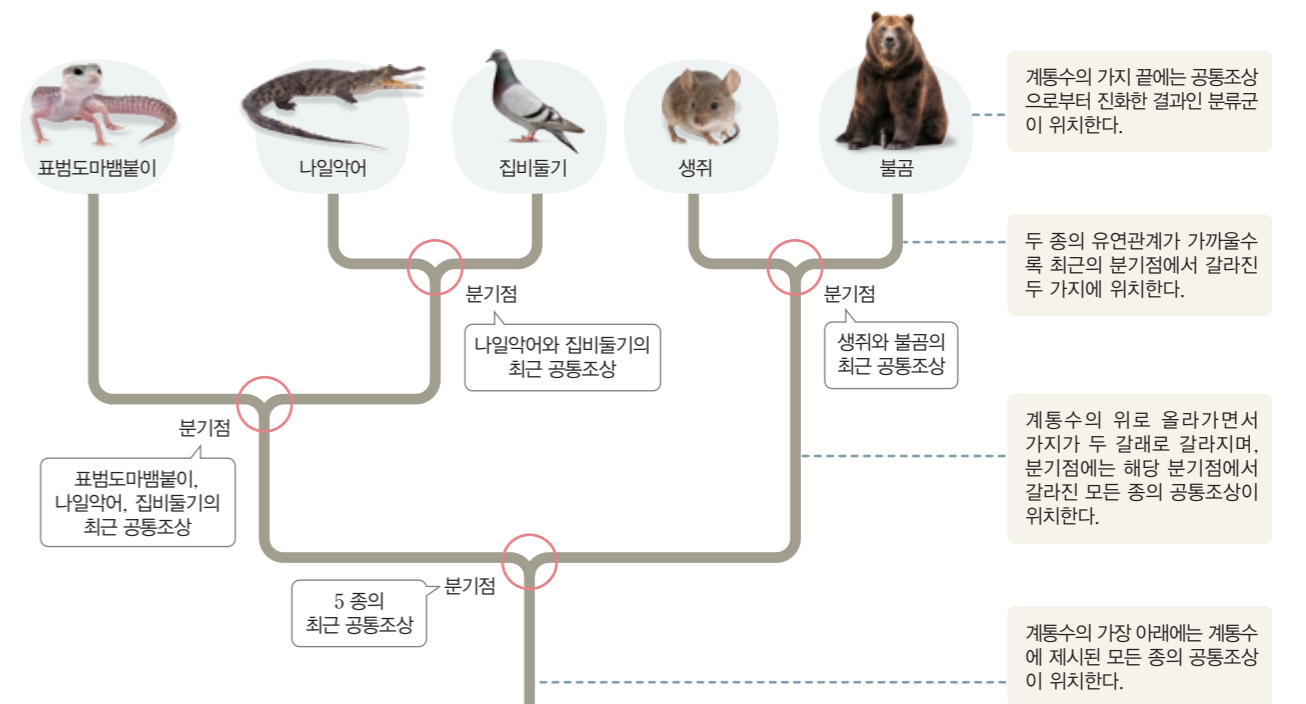 표범도마뱀붙이
나일악어
집비둘기
생쥐
불곰
계통수의 가지 끝에는 공통조상
으로부터 진화한 결과인 분류군
이 위치한다.
두 종의 유연관계가 가까울수
록 최근의 분기점에서 갈라진
두 가지에 위치한다.
분기점
나일악어와 집비둘기의
최근 공통조상
분기점
생쥐와 불곰의
최근 공통조상
분기점
표범도마뱀붙이,
나일악어, 집비둘기의
최근 공통조상
계통수의 위로 올라가면서
가지가 두 갈래로 갈라지며,
분기점에는 해당 분기점에서
갈라진 모든 종의 공통조상이
위치한다.
분기점
5 종의
최근 공통조상
계통수의 가장 아래에는 계통수
에 제시된 모든 종의 공통조상
이 위치한다.